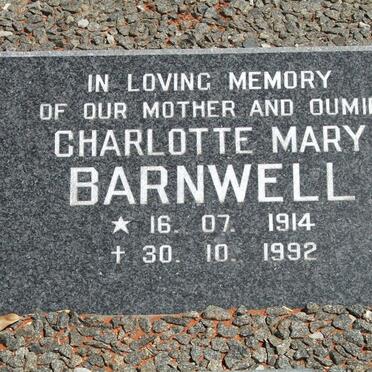 IN LOVING MEMORY
OF OUR MOTHER AND OUMIE
CHARLOTTE MARY
BARNWELL
★ 16. 07. 1914
† 30. 10. 1992